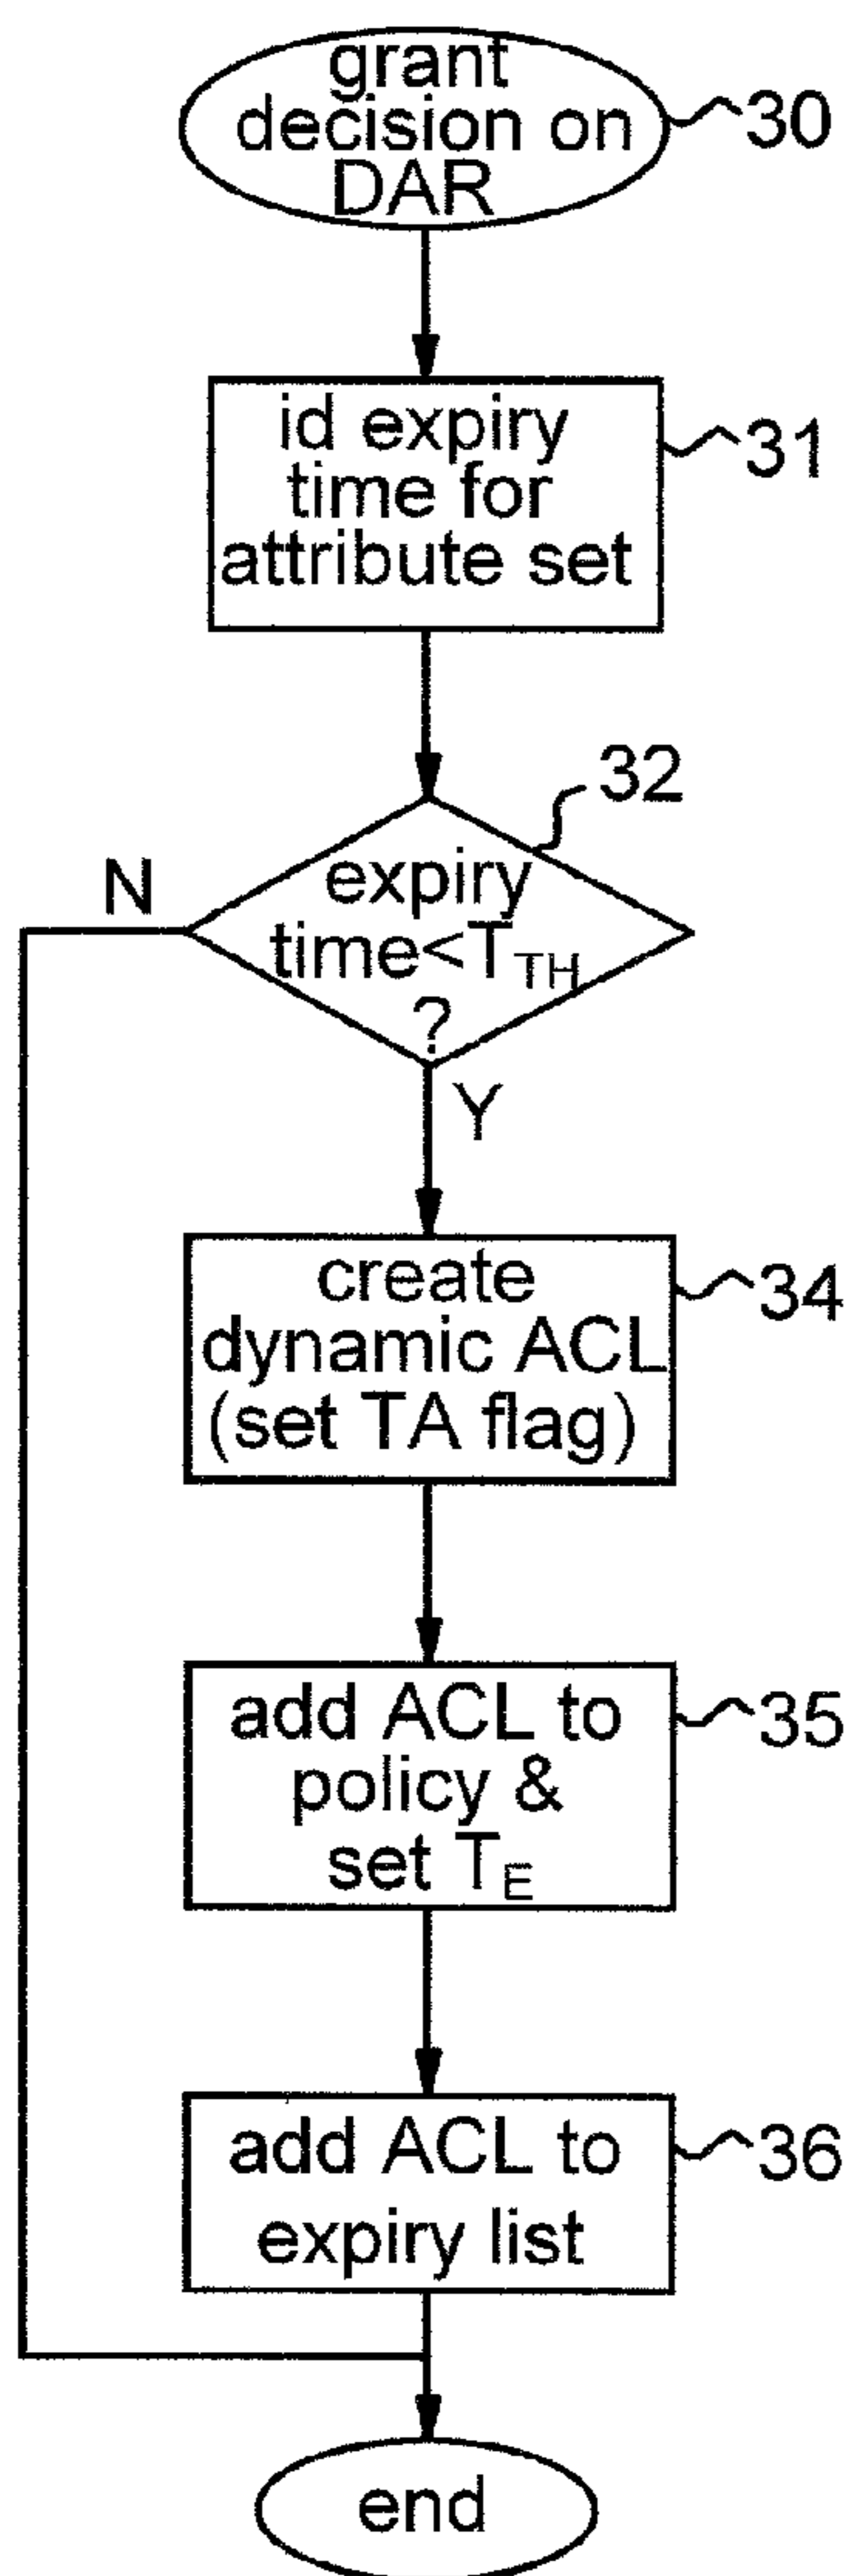 grant
decision on
DAR
30
id expiry
time for
attribute set
31
32
N
expiry
time<T_TH
?
Y
create
dynamic ACL
(set TA flag)
34
add ACL to
policy &
set T_E
35
add ACL to
expiry list
36
end